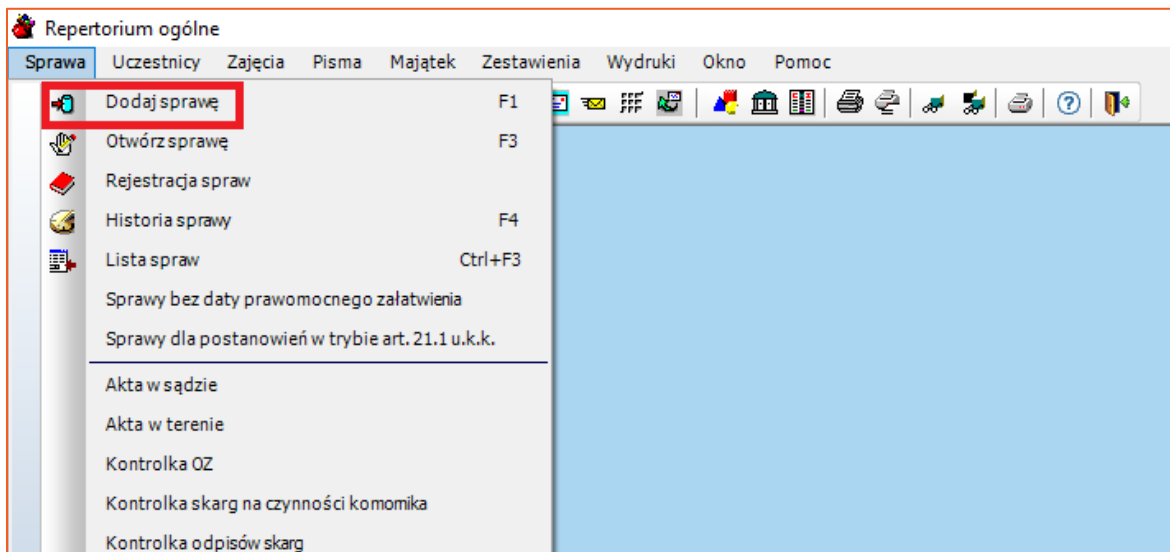 Repertorium ogólne
Sprawa Uczestnicy Zajęcia Pisma Majątek Zestawienia Wydruki Okno Pomoc
Dodaj sprawę F1
Otwórz sprawę F3
Rejestracja spraw
Historia sprawy F4
Lista spraw Ctrl+F3
Sprawy bez daty prawomocnego załatwienia
Sprawy dla postanowień w trybie art. 21.1 u.k.k.
Akta w sądzie
Akta w terenie
Kontrolka OZ
Kontrolka skarg na czynności komornika
Kontrolka odpisów skarg